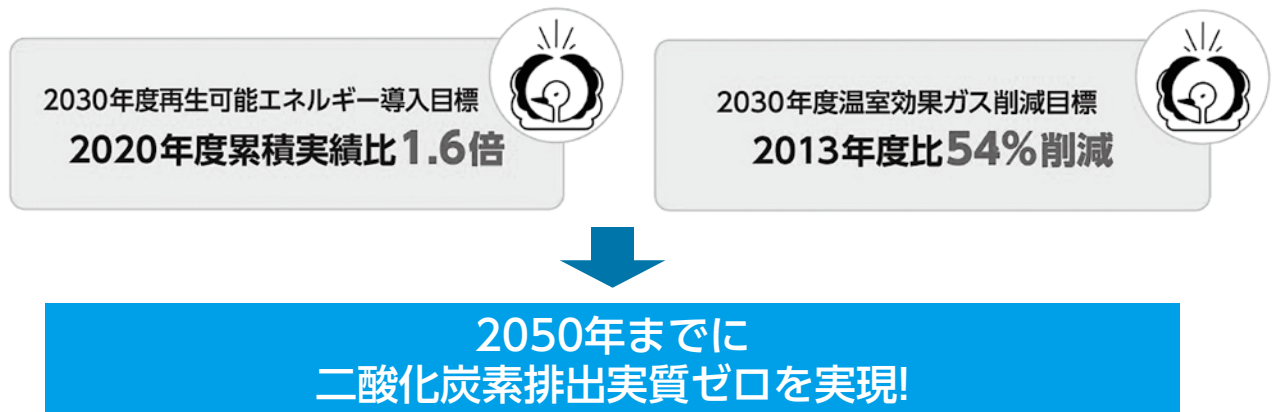 2030年度再生可能エネルギー導入目標
2020年度累積実績比1.6倍
2030年度温室効果ガス削減目標
2013年度比54%削減
2050年までに
二酸化炭素排出実質ゼロを実現!